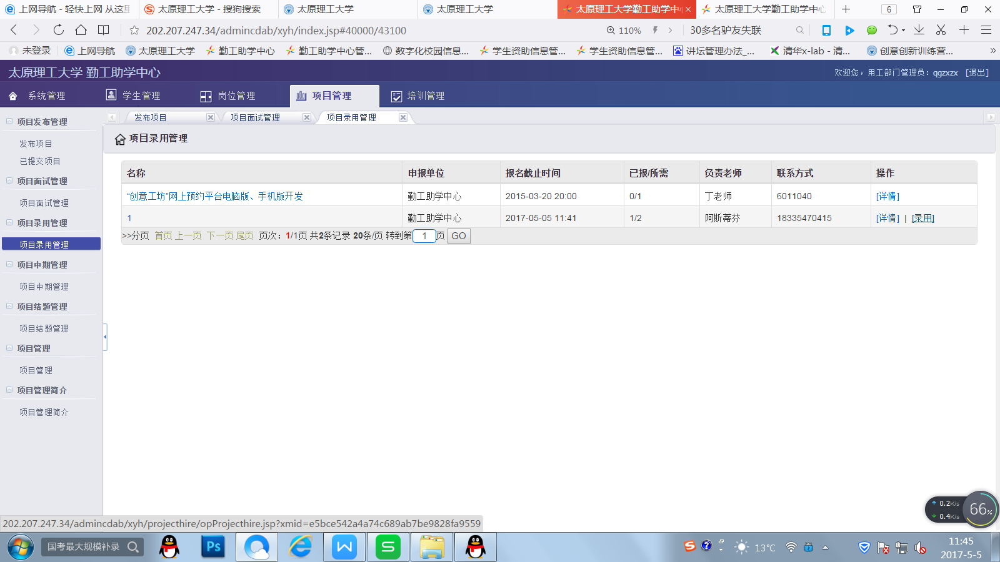 上网导航 - 轻快上网 从这里
太原理工大学 - 搜狗搜索
太原理工大学
太原理工大学
太原理工大学勤工助学中
太原理工大学勤工助学中心
6
202.207.247.34/admincdab/xyh/index.jsp#40000/43100
110%
30多名驴友失联
未登录
上网导航
太原理工大学
勤工助学中心
勤工助学中心管...
数字化校园信息...
学生资助信息管...
学生资助信息管...
讲坛管理办法_...
清华x-lab - 清...
创意创新训练营...
太原理工大学 勤工助学中心
欢迎您，用工部门管理员：qgzxzx [退出]
系统管理
学生管理
岗位管理
项目管理
培训管理
发布项目
项目面试管理
项目录用管理
项目发布管理
发布项目
已提交项目
项目面试管理
项目面试管理
项目录用管理
项目录用管理
项目中期管理
项目中期管理
项目结题管理
项目结题管理
项目管理
项目管理
项目管理简介
项目管理简介
项目录用管理
名称 申报单位 报名截止时间 已报/所需 负责老师 联系方式 操作
“创意工坊”网上预约平台电脑版、手机版开发 勤工助学中心 2015-03-20 20:00 0/1 丁老师 6011040 [详情]
1 勤工助学中心 2017-05-05 11:41 1/2 阿斯蒂芬 18335470415 [详情] | [录用]
>>分页 首页 上一页 下一页 尾页 页次：1/1页 共2条记录 20条/页 转到第 1 页 GO
0.2K/s
0.4K/s
66%
202.207.247.34/admincdab/xyh/projecthire/opProjecthire.jsp?xmid=e5bce542a4a74c689ab7be9828fa9559
国考最大规模补录
Ps
13℃
11:45
2017-5-5